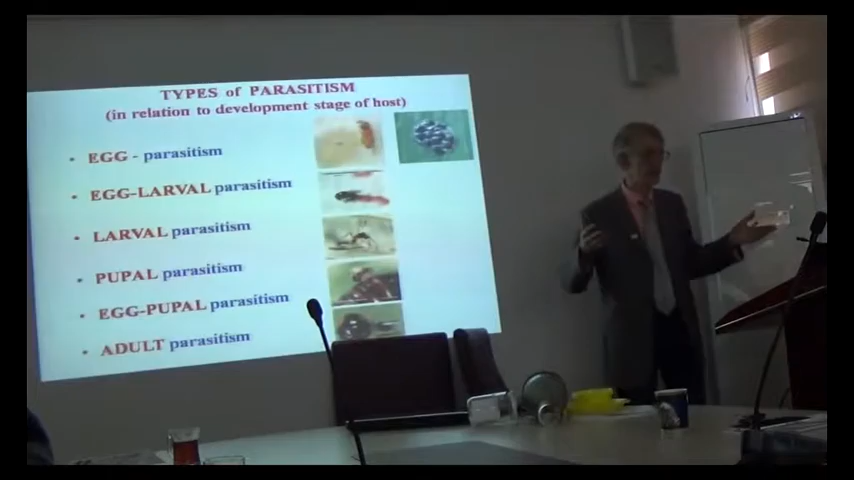 TYPES of PARASITISM
(in relation to development stage of host)
• EGG - parasitism
• EGG-LARVAL parasitism
• LARVAL parasitism
• PUPAL parasitism
• EGG-PUPAL parasitism
• ADULT parasitism